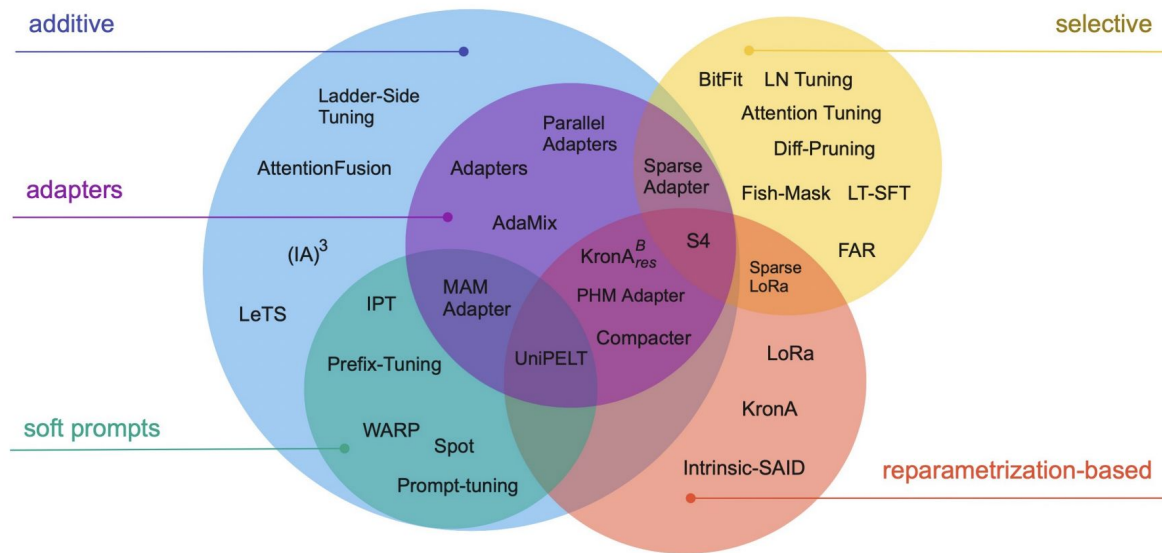 additive
selective
BitFit LN Tuning
Ladder-Side
Tuning
Attention Tuning
Parallel
Adapters
Diff-Pruning
AttentionFusion
Adapters
Sparse
Adapter
adapters
Fish-Mask LT-SFT
AdaMix
(IA)³
KronA_res^B
S4
FAR
Sparse
LoRa
MAM
Adapter
IPT
PHM Adapter
LeTS
Compacter
UniPELT
LoRa
Prefix-Tuning
KronA
soft prompts
WARP
Spot
Intrinsic-SAID
reparametrization-based
Prompt-tuning